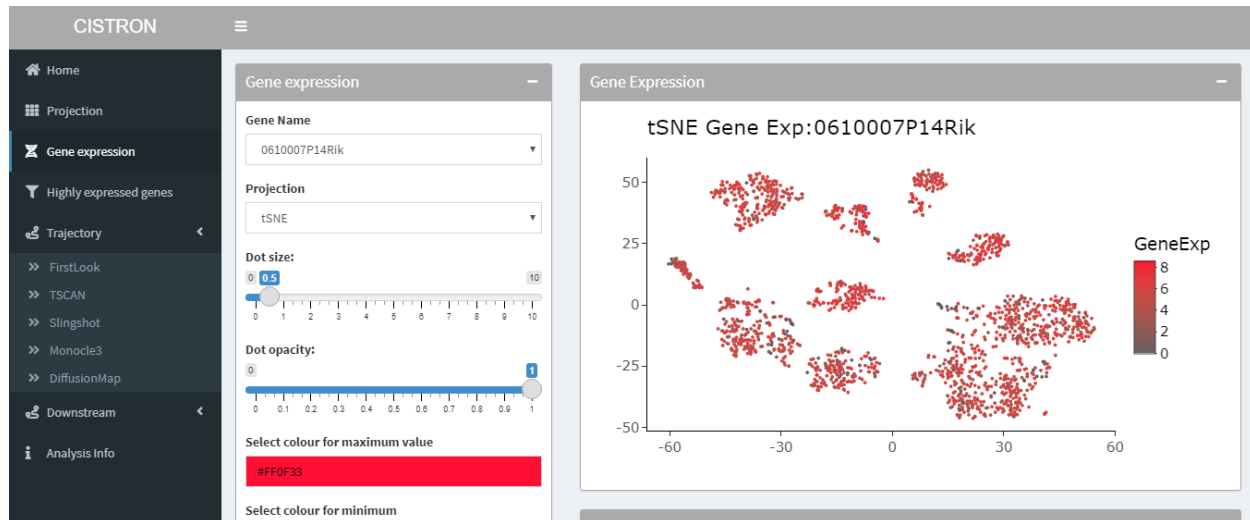 CISTRON
Home
Projection
Gene expression
Highly expressed genes
Trajectory
FirstLook
TSCAN
Slingshot
Monocle3
DiffusionMap
Downstream
Analysis Info
Gene expression
Gene Name
0610007P14Rik
Projection
tSNE
Dot size:
0 0.5 10
0 1 2 3 4 5 6 7 8 9 10
Dot opacity:
0 1
0 0.1 0.2 0.3 0.4 0.5 0.6 0.7 0.8 0.9 1
Select colour for maximum value
#FF0F33
Select colour for minimum
Gene Expression
tSNE Gene Exp:0610007P14Rik
50
25
0
-25
-50
-60 -30 0 30 60
GeneExp
8
6
4
2
0